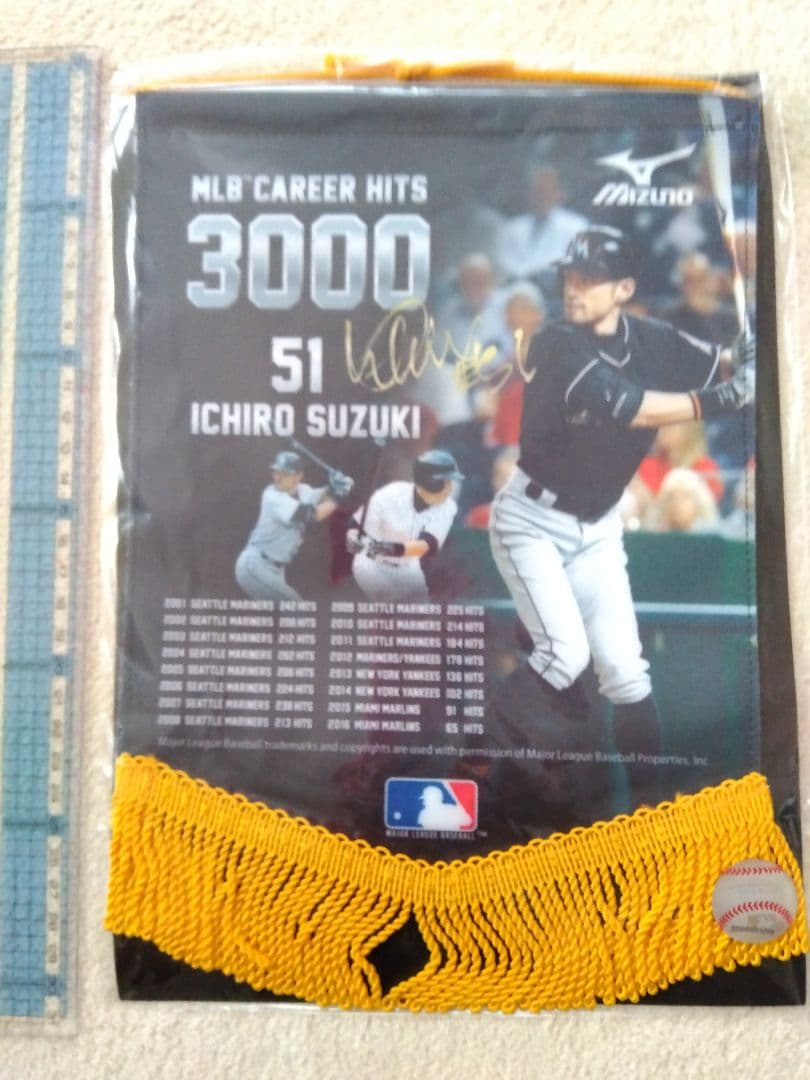 MIZUNO
MLB™ CAREER HITS
3000
51
ICHIRO SUZUKI
2001 SEATTLE MARINERS 242 HITS
2002 SEATTLE MARINERS 208 HITS
2003 SEATTLE MARINERS 212 HITS
2004 SEATTLE MARINERS 262 HITS
2005 SEATTLE MARINERS 206 HITS
2006 SEATTLE MARINERS 224 HITS
2007 SEATTLE MARINERS 238 HITS
2008 SEATTLE MARINERS 213 HITS
2009 SEATTLE MARINERS 225 HITS
2010 SEATTLE MARINERS 214 HITS
2011 SEATTLE MARINERS 184 HITS
2012 MARINERS/YANKEES 178 HITS
2013 NEW YORK YANKEES 136 HITS
2014 NEW YORK YANKEES 102 HITS
2015 MIAMI MARLINS 91 HITS
2016 MIAMI MARLINS 65 HITS
Major League Baseball trademarks and copyrights are used with permission of Major League Baseball Properties, Inc.
MAJOR LEAGUE BASEBALL™